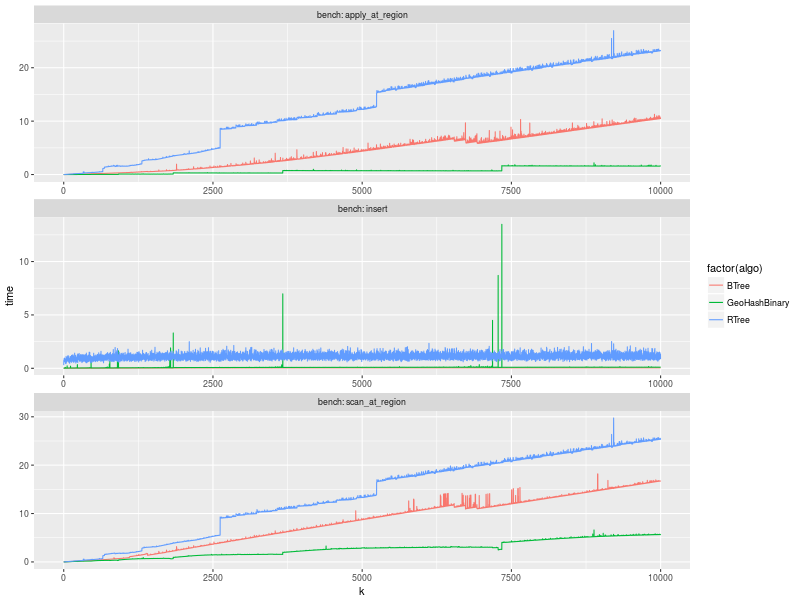 bench: apply_at_region
20
10
0
0 2500 5000 7500 10000
bench: insert
10
5
0
0 2500 5000 7500 10000
bench: scan_at_region
30
20
10
0
0 2500 5000 7500 10000
time
k
factor(algo)
BTree
GeoHashBinary
RTree